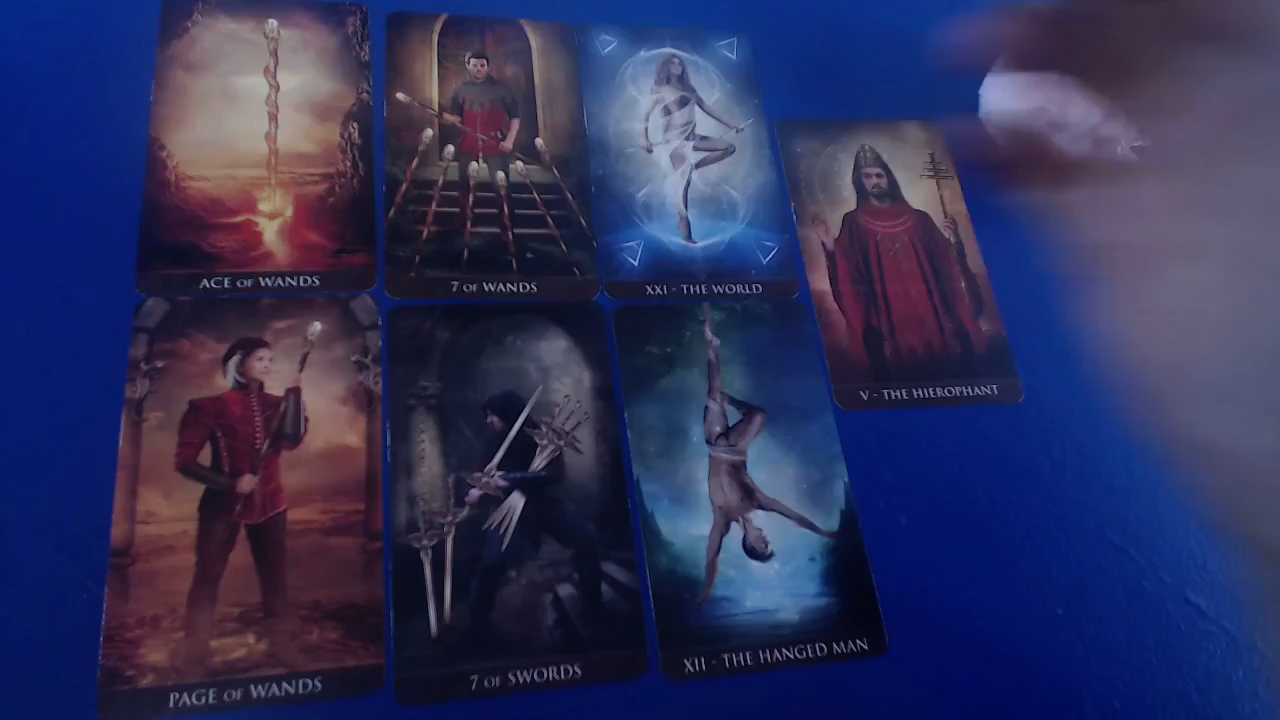 ACE OF WANDS
7 OF WANDS
XXI - THE WORLD
V - THE HIEROPHANT
PAGE OF WANDS
7 OF SWORDS
XII - THE HANGED MAN